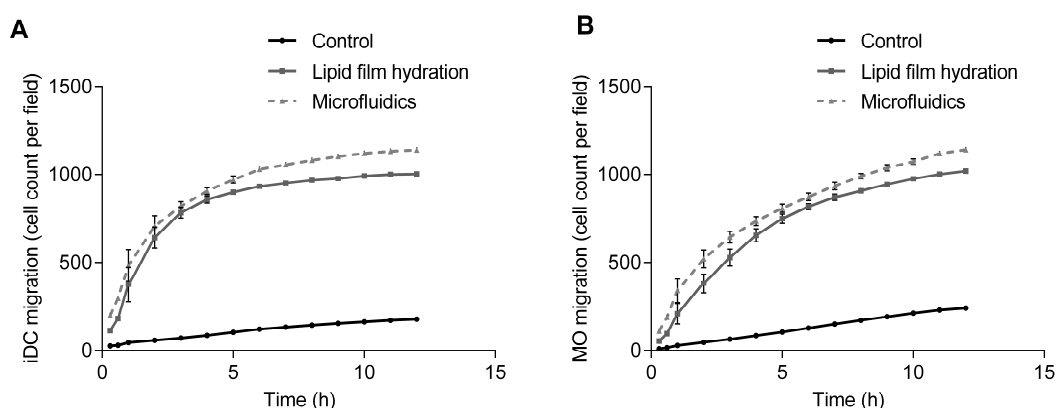 A
Control
Lipid film hydration
Microfluidics
iDC migration (cell count per field)
1500
1000
500
0
0
5
10
15
Time (h)
B
Control
Lipid film hydration
Microfluidics
MO migration (cell count per field)
1500
1000
500
0
0
5
10
15
Time (h)